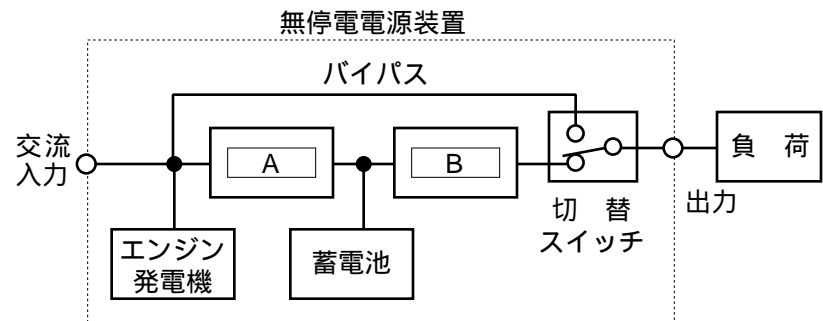 無停電電源装置
バイパス
交流
入力
A
B
負　荷
出力
切　替
スイッチ
エンジン
発電機
蓄電池